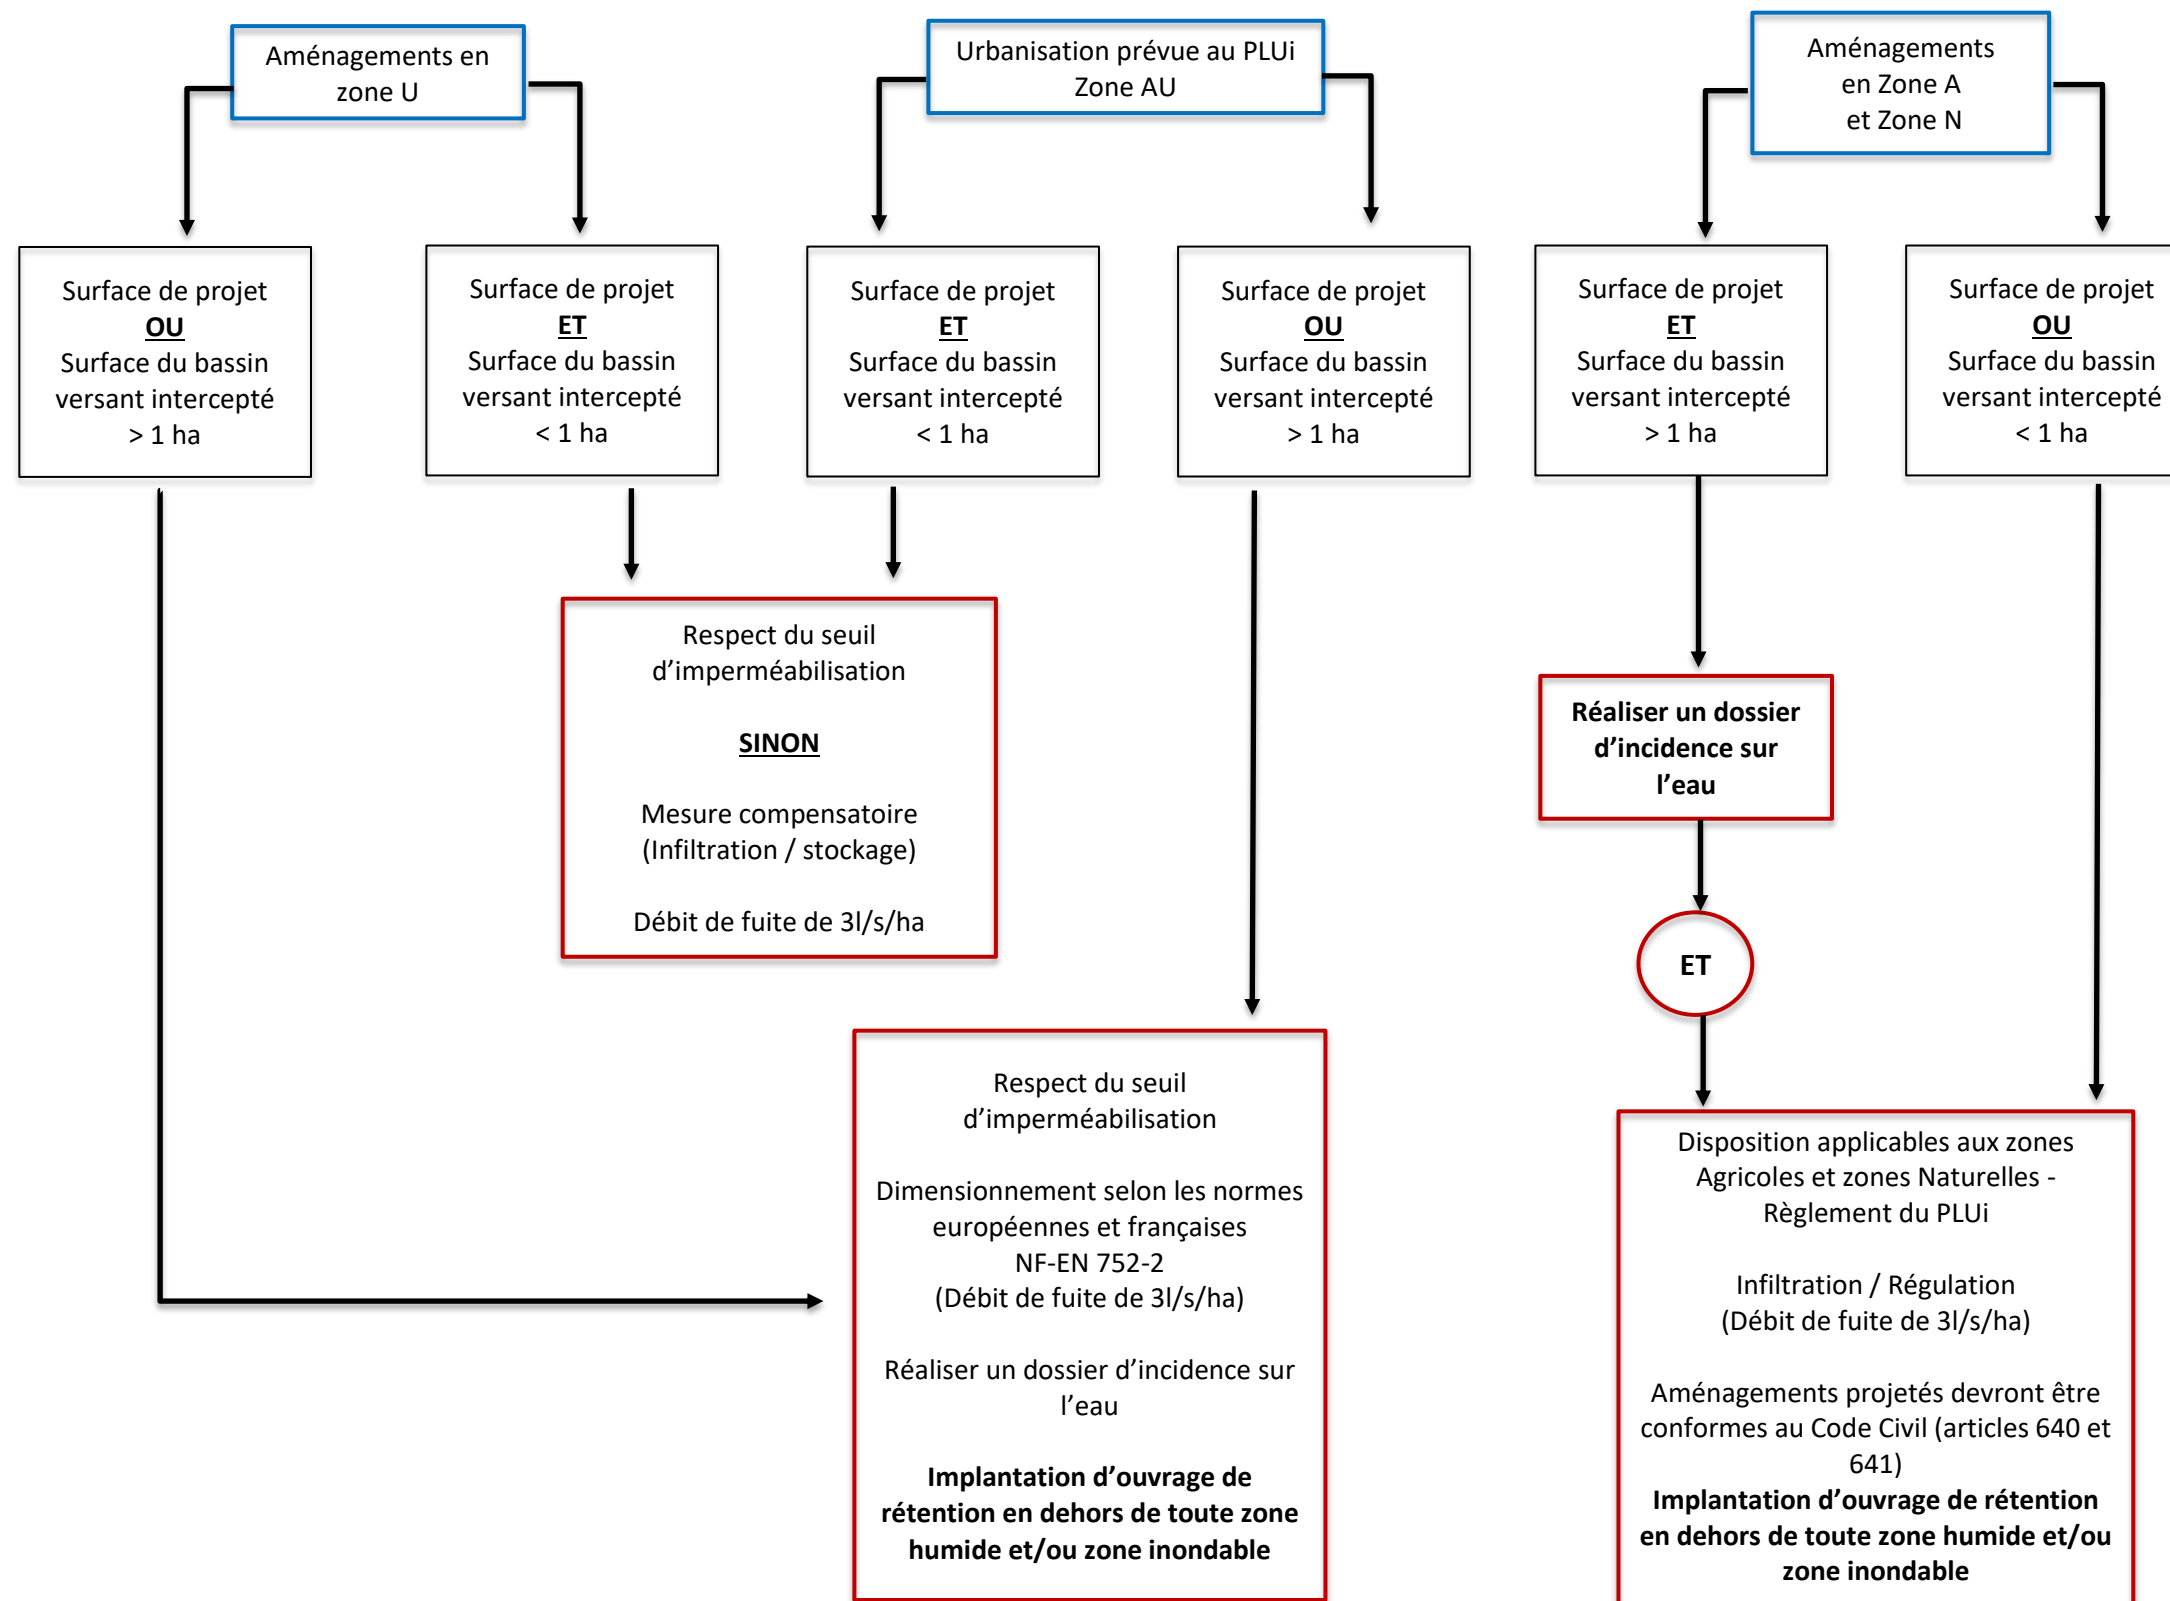 Aménagements en
zone U
Urbanisation prévue au PLUi
Zone AU
Aménagements
en Zone A
et Zone N
Surface de projet
OU
Surface du bassin
versant intercepté
> 1 ha
Surface de projet
ET
Surface du bassin
versant intercepté
< 1 ha
Surface de projet
ET
Surface du bassin
versant intercepté
< 1 ha
Surface de projet
OU
Surface du bassin
versant intercepté
> 1 ha
Surface de projet
ET
Surface du bassin
versant intercepté
> 1 ha
Surface de projet
OU
Surface du bassin
versant intercepté
< 1 ha
Respect du seuil
d’imperméabilisation
SINON
Mesure compensatoire
(Infiltration / stockage)
Débit de fuite de 3l/s/ha
Réaliser un dossier
d’incidence sur
l’eau
ET
Respect du seuil
d’imperméabilisation
Dimensionnement selon les normes
européennes et françaises
NF-EN 752-2
(Débit de fuite de 3l/s/ha)
Réaliser un dossier d’incidence sur
l’eau
Implantation d’ouvrage de
rétention en dehors de toute zone
humide et/ou zone inondable
Disposition applicables aux zones
Agricoles et zones Naturelles -
Règlement du PLUi
Infiltration / Régulation
(Débit de fuite de 3l/s/ha)
Aménagements projetés devront être
conformes au Code Civil (articles 640 et
641)
Implantation d’ouvrage de rétention
en dehors de toute zone humide et/ou
zone inondable